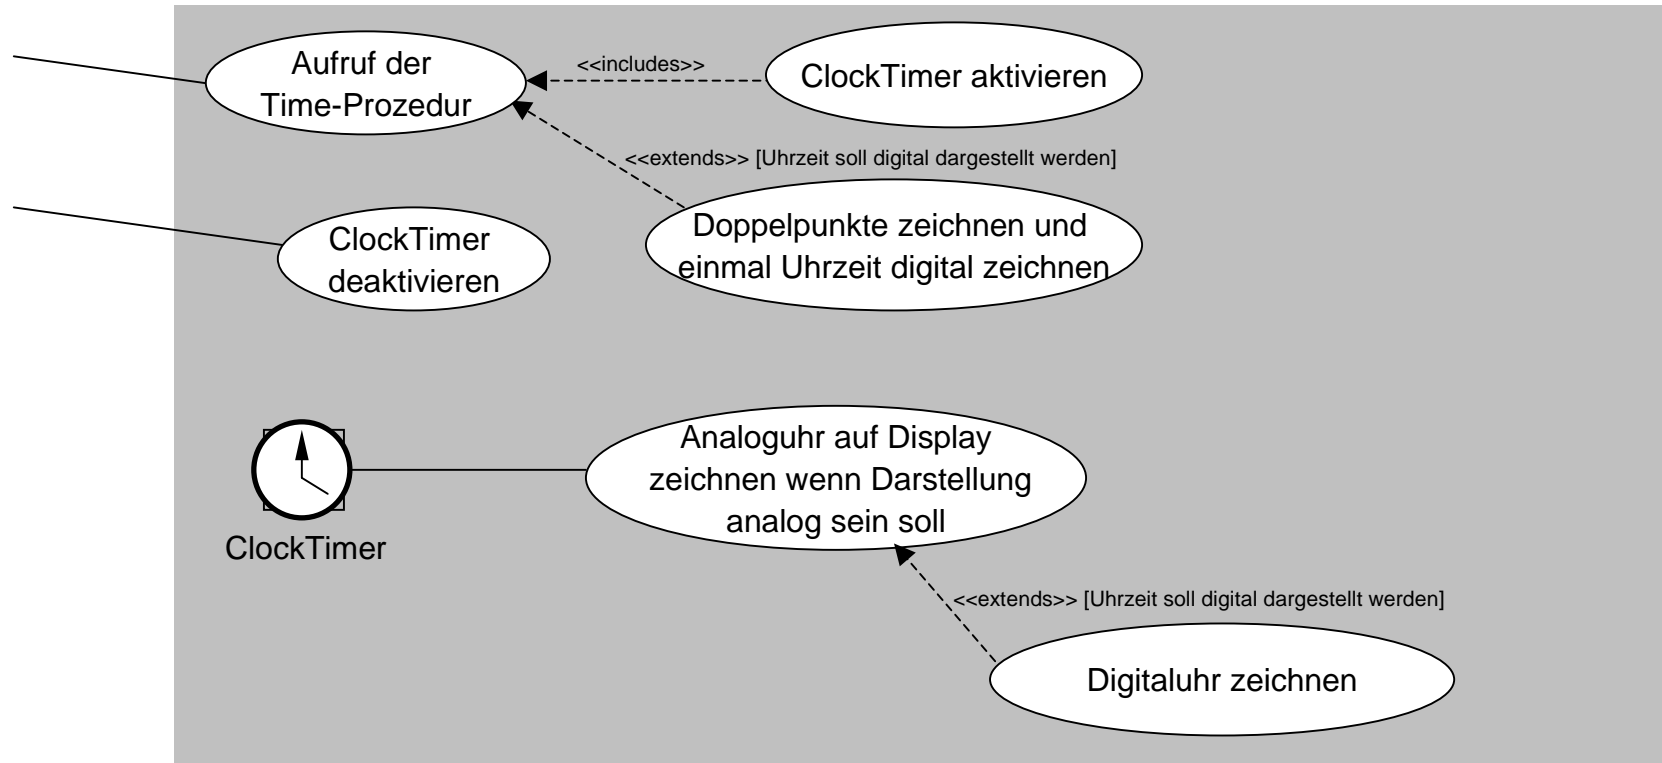 Aufruf der
Time-Prozedur
<<includes>>
ClockTimer aktivieren
<<extends>> [Uhrzeit soll digital dargestellt werden]
Doppelpunkte zeichnen und
einmal Uhrzeit digital zeichnen
ClockTimer
deaktivieren
Analoguhr auf Display
zeichnen wenn Darstellung
analog sein soll
ClockTimer
<<extends>> [Uhrzeit soll digital dargestellt werden]
Digitaluhr zeichnen